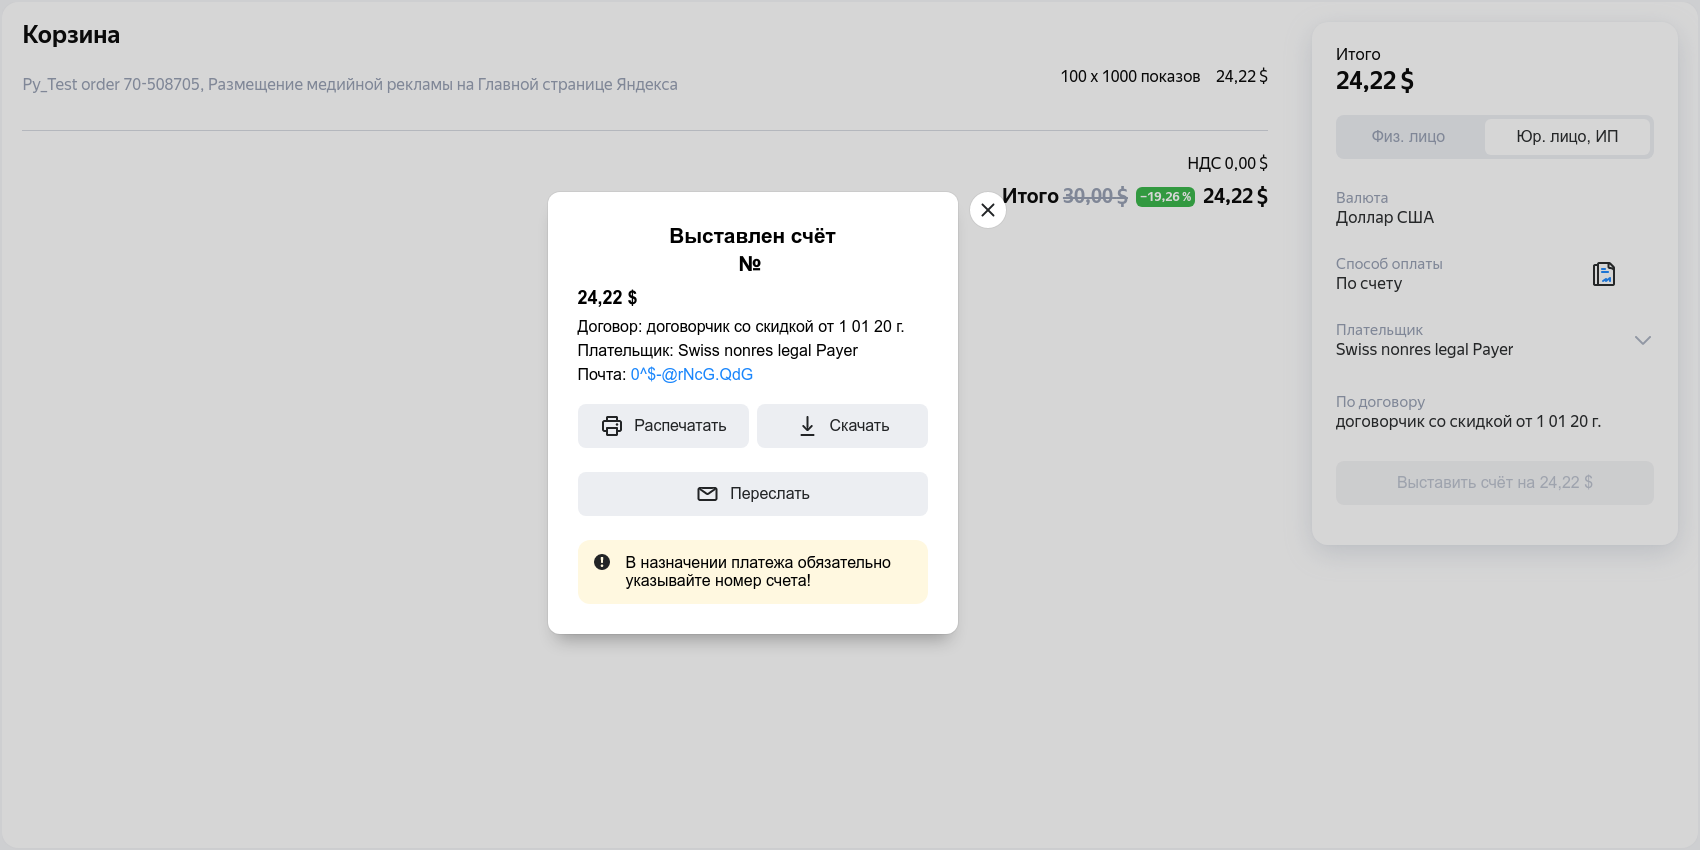 Корзина
Py_Test order 70-508705, Размещение медийной рекламы на Главной странице Яндекса
100 x 1000 показов 24,22 $
НДС 0,00 $
Итого 30,00 $ −19,26 % 24,22 $
Выставлен счёт
№
24,22 $
Договор: договорчик со скидкой от 1 01 20 г.
Плательщик: Swiss nonres legal Payer
Почта: 0^$-@rNcG.QdG
Распечатать
Скачать
Переслать
В назначении платежа обязательно
указывайте номер счета!
Итого
24,22 $
Физ. лицо
Юр. лицо, ИП
Валюта
Доллар США
Способ оплаты
По счету
Плательщик
Swiss nonres legal Payer
По договору
договорчик со скидкой от 1 01 20 г.
Выставить счёт на 24,22 $